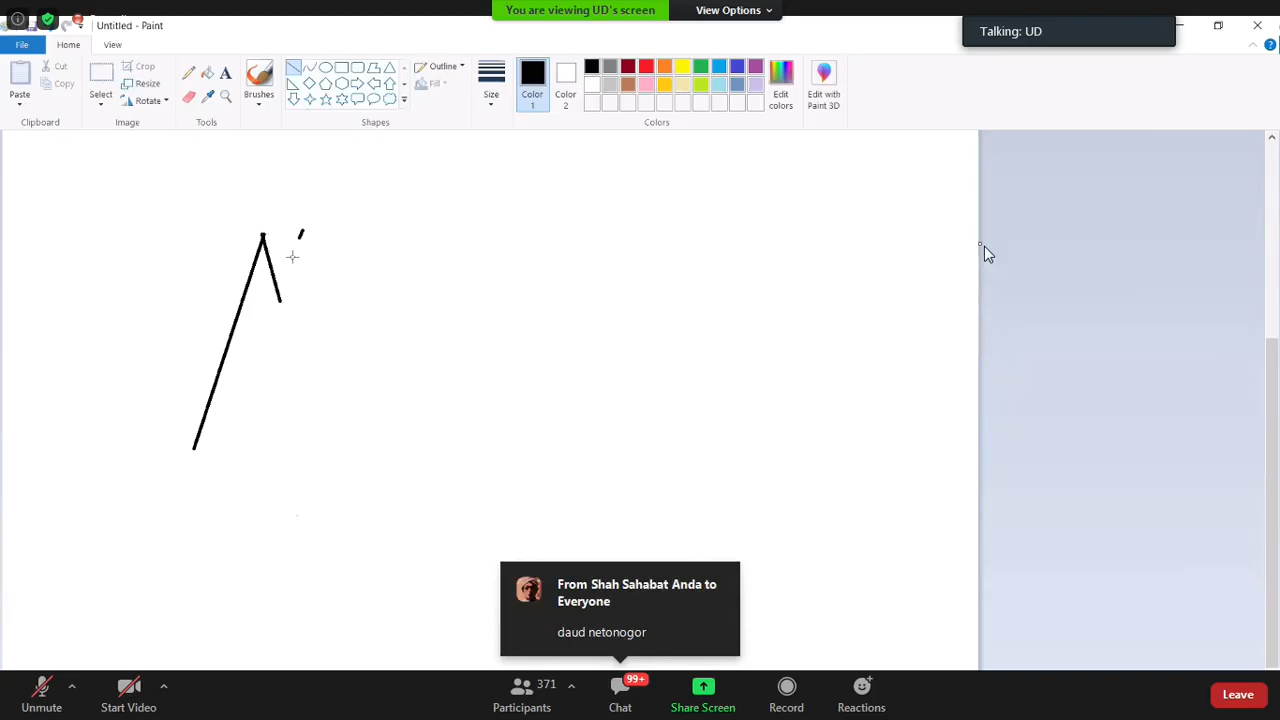 You are viewing UD's screen
View Options
Talking: UD
Untitled - Paint
File
Home
View
Paste
Cut
Copy
Clipboard
Select
Crop
Resize
Rotate
Image
A
Tools
Brushes
Outline
Fill
Shapes
Size
Color
1
Color
2
Edit
colors
Colors
Edit with
Paint 3D
From Shah Sahabat Anda to
Everyone
daud netonogor
Unmute
Start Video
371
Participants
99+
Chat
Share Screen
Record
Reactions
Leave